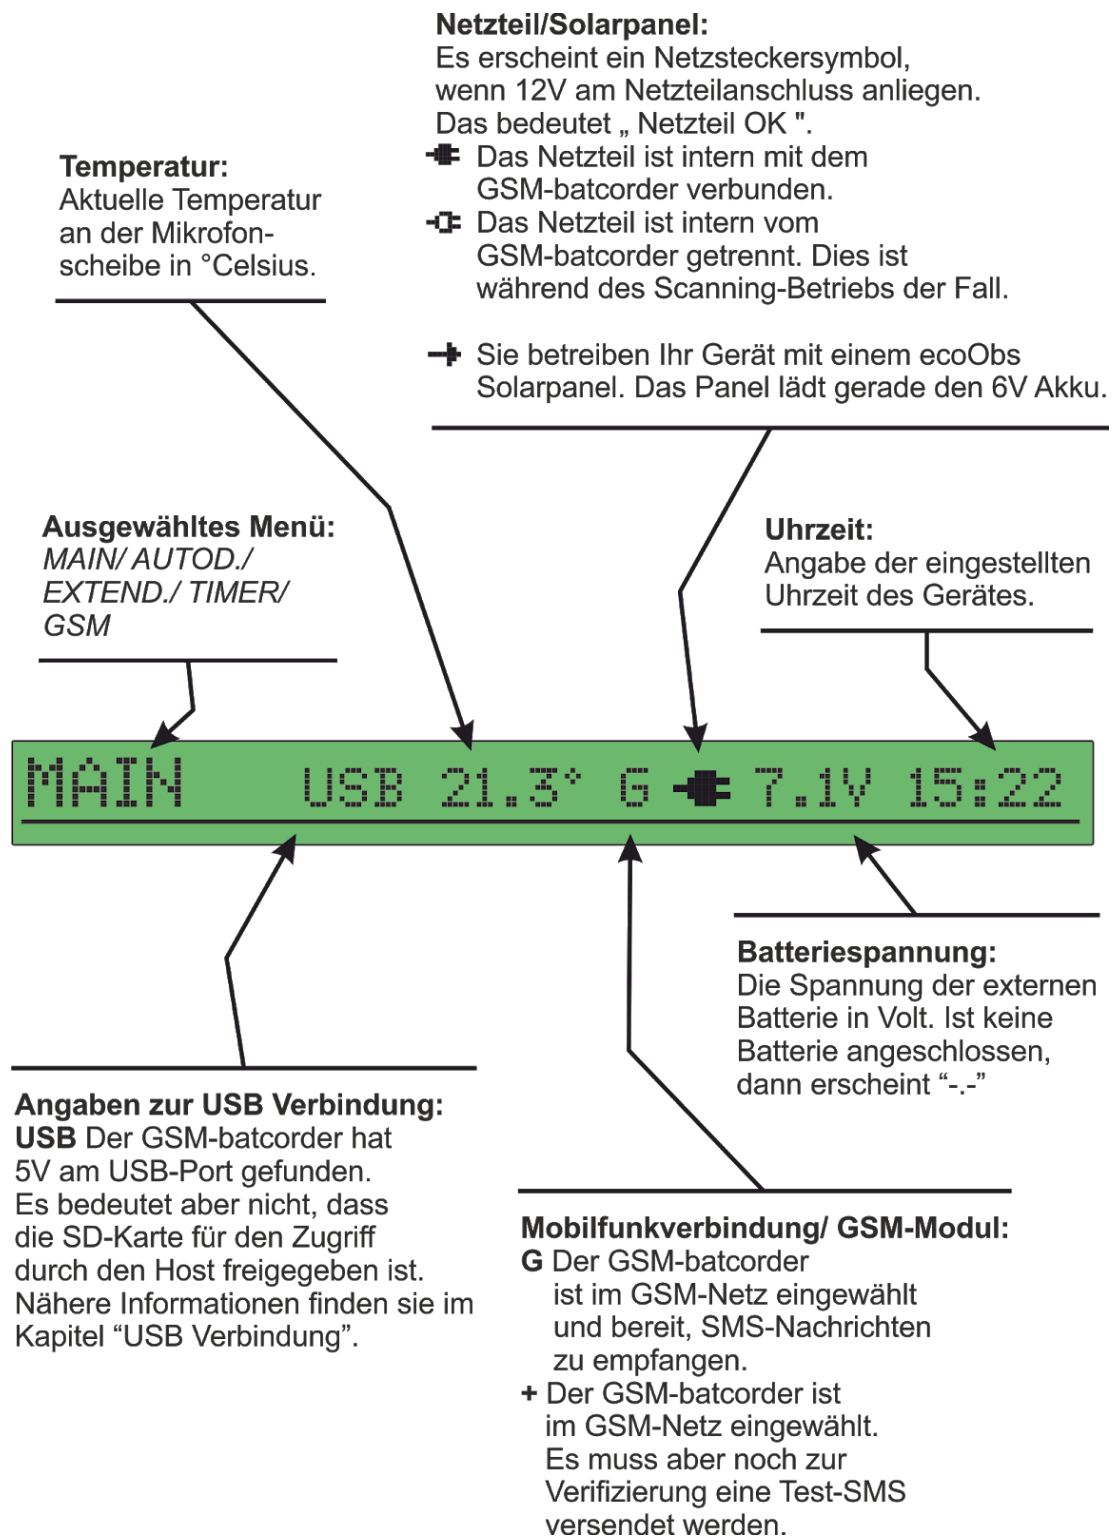 Netzteil/Solarpanel:
Es erscheint ein Netzsteckersymbol,
wenn 12V am Netzteilanschluss anliegen.
Das bedeutet „ Netzteil OK ".
Das Netzteil ist intern mit dem
GSM-batcorder verbunden.
Das Netzteil ist intern vom
GSM-batcorder getrennt. Dies ist
während des Scanning-Betriebs der Fall.
Sie betreiben Ihr Gerät mit einem ecoObs
Solarpanel. Das Panel lädt gerade den 6V Akku.
Temperatur:
Aktuelle Temperatur
an der Mikrofon-
scheibe in °Celsius.
Ausgewähltes Menü:
MAIN/ AUTOD./
EXTEND./ TIMER/
GSM
Uhrzeit:
Angabe der eingestellten
Uhrzeit des Gerätes.
MAIN USB 21.3° G 7.1V 15:22
Batteriespannung:
Die Spannung der externen
Batterie in Volt. Ist keine
Batterie angeschlossen,
dann erscheint “-.-”
Angaben zur USB Verbindung:
USB Der GSM-batcorder hat
5V am USB-Port gefunden.
Es bedeutet aber nicht, dass
die SD-Karte für den Zugriff
durch den Host freigegeben ist.
Nähere Informationen finden sie im
Kapitel “USB Verbindung”.
Mobilfunkverbindung/ GSM-Modul:
G Der GSM-batcorder
ist im GSM-Netz eingewählt
und bereit, SMS-Nachrichten
zu empfangen.
+ Der GSM-batcorder ist
im GSM-Netz eingewählt.
Es muss aber noch zur
Verifizierung eine Test-SMS
versendet werden.